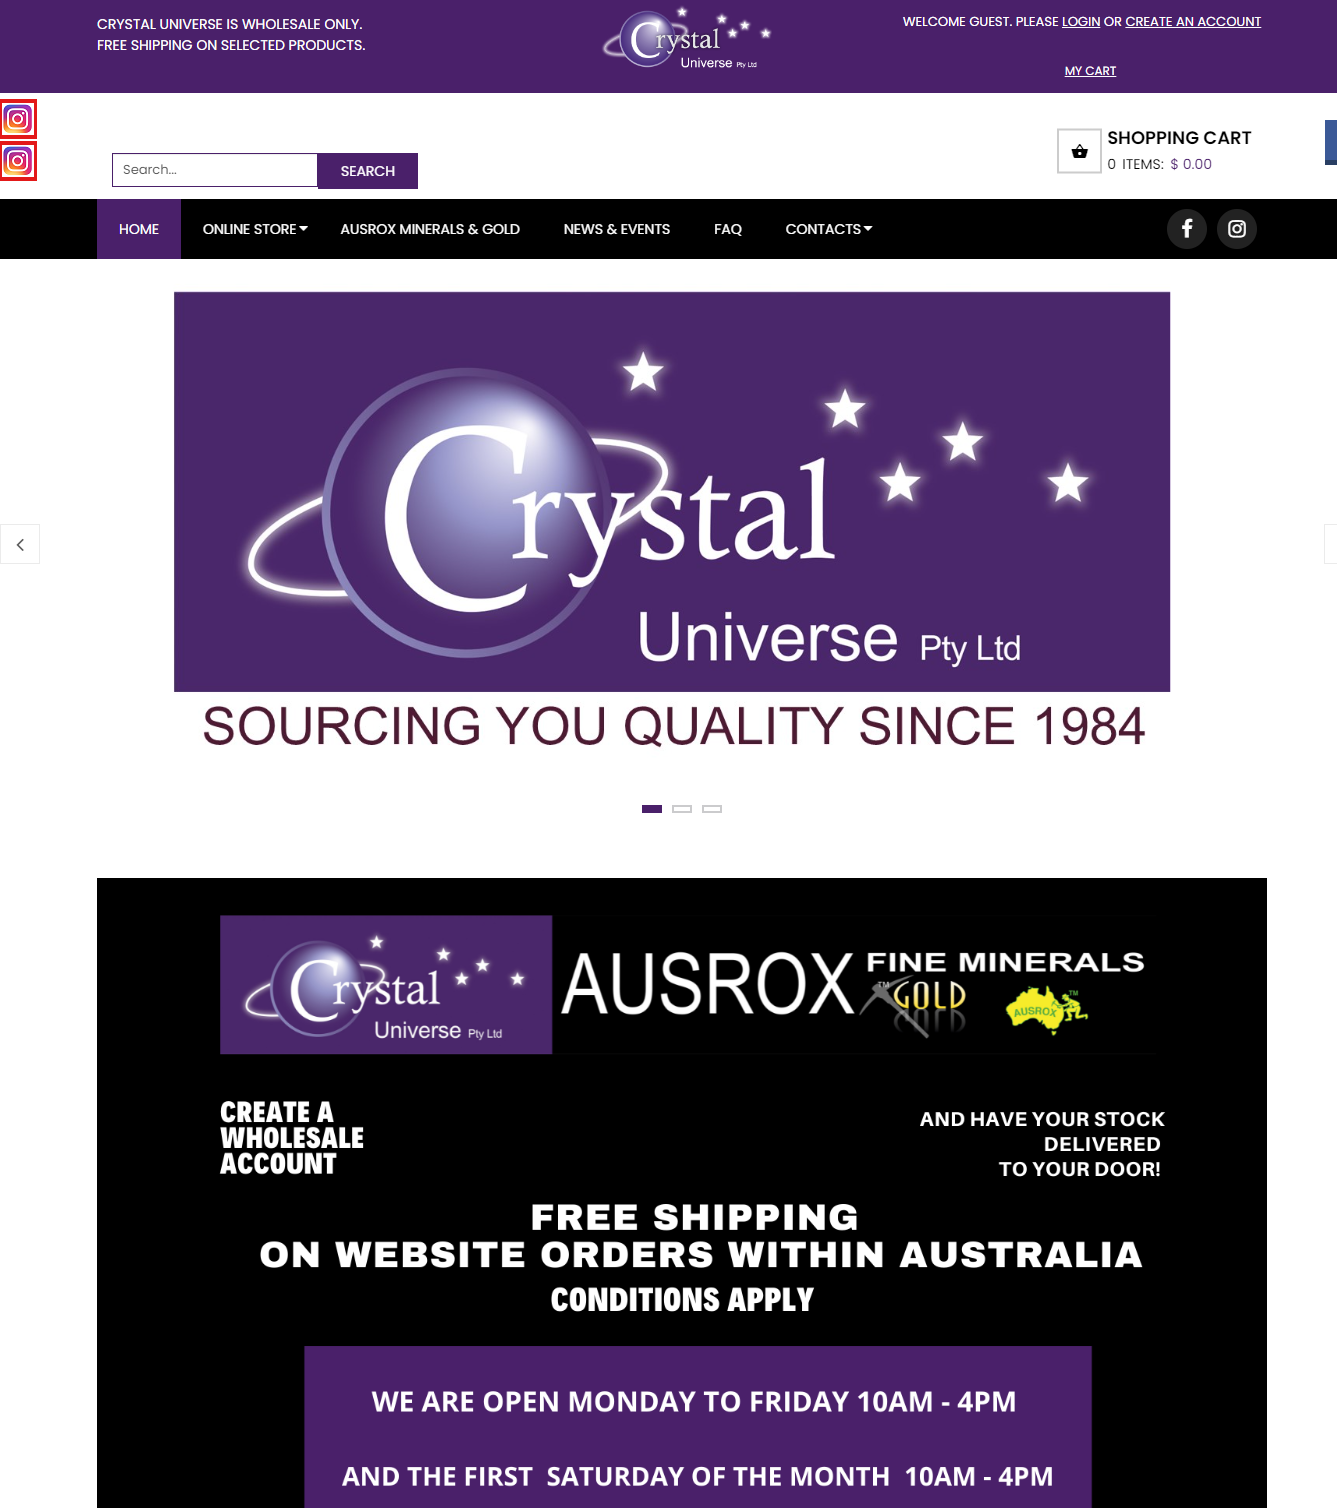 CRYSTAL UNIVERSE IS WHOLESALE ONLY.
FREE SHIPPING ON SELECTED PRODUCTS.
Crystal
Universe Pty Ltd
WELCOME GUEST. PLEASE LOGIN OR CREATE AN ACCOUNT
MY CART
Search...
SEARCH
SHOPPING CART
0 ITEMS: $ 0.00
HOME
ONLINE STORE
AUSROX MINERALS & GOLD
NEWS & EVENTS
FAQ
CONTACTS
Crystal
Universe Pty Ltd
SOURCING YOU QUALITY SINCE 1984
Crystal
Universe Pty Ltd
AUSROX
FINE MINERALS
TM
GOLD
AUSROX
TM
CREATE A
WHOLESALE
ACCOUNT
AND HAVE YOUR STOCK
DELIVERED
TO YOUR DOOR!
FREE SHIPPING
ON WEBSITE ORDERS WITHIN AUSTRALIA
CONDITIONS APPLY
WE ARE OPEN MONDAY TO FRIDAY 10AM - 4PM
AND THE FIRST SATURDAY OF THE MONTH 10AM - 4PM